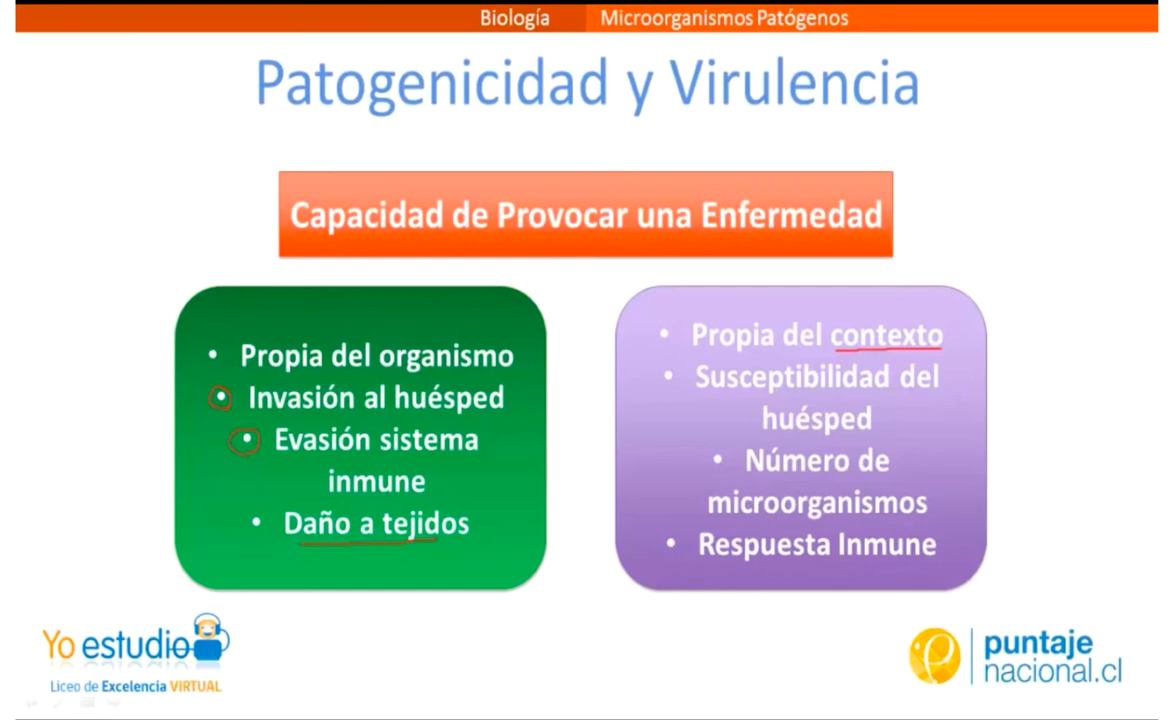 Biología Microorganismos Patógenos
Patogenicidad y Virulencia
Capacidad de Provocar una Enfermedad
• Propia del organismo
• Invasión al huésped
• Evasión sistema
inmune
• Daño a tejidos
• Propia del contexto
• Susceptibilidad del
huésped
• Número de
microorganismos
• Respuesta Inmune
Yo estudio
Liceo de Excelencia VIRTUAL
puntaje
nacional.cl